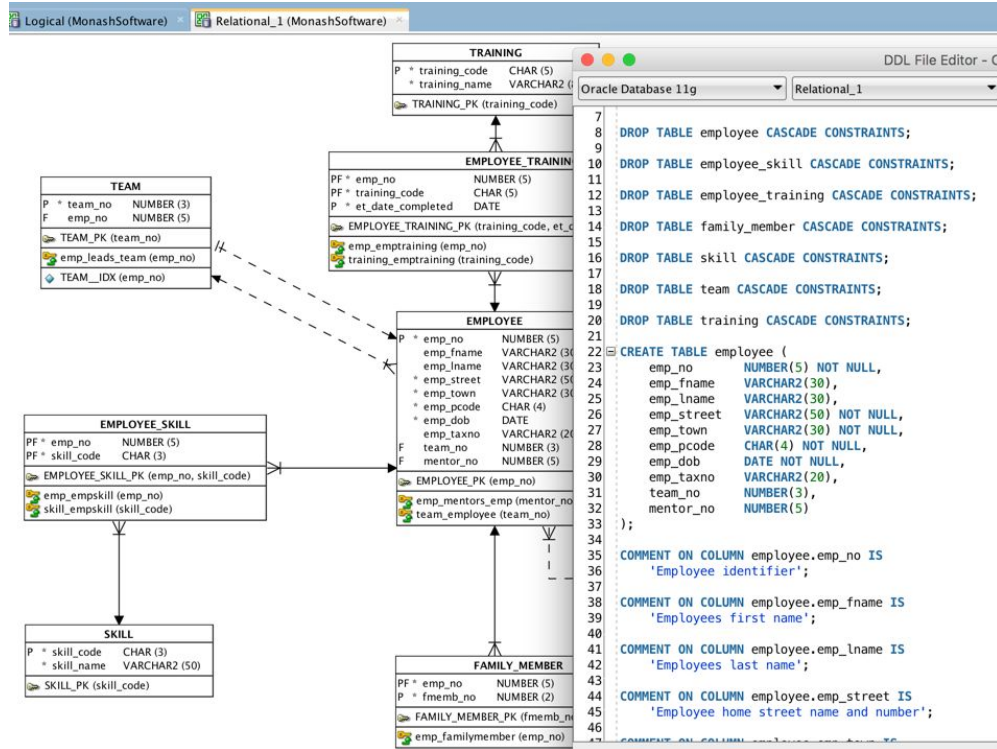 Logical (MonashSoftware)
Relational_1 (MonashSoftware)
TRAINING
P * training_code CHAR (5)
* training_name VARCHAR2
TRAINING_PK (training_code)
EMPLOYEE_TRAININ
PF * emp_no NUMBER (5)
PF * training_code CHAR (5)
P * et_date_completed DATE
EMPLOYEE_TRAINING_PK (training_code,
emp_emptraining (emp_no)
training_emptraining (training_code)
TEAM
P * team_no NUMBER (3)
F emp_no NUMBER (5)
TEAM_PK (team_no)
emp_leads_team (emp_no)
TEAM__IDX (emp_no)
EMPLOYEE
P * emp_no NUMBER (5)
emp_fname VARCHAR2 (30
emp_lname VARCHAR2 (30
* emp_street VARCHAR2 (50
* emp_town VARCHAR2 (30
* emp_pcode CHAR (4)
* emp_dob DATE
emp_taxno VARCHAR2 (20
F team_no NUMBER (3)
F mentor_no NUMBER (5)
EMPLOYEE_PK (emp_no)
emp_mentors_emp (mentor_no
team_employee (team_no)
EMPLOYEE_SKILL
PF * emp_no NUMBER (5)
PF * skill_code CHAR (3)
EMPLOYEE_SKILL_PK (emp_no, skill_code)
emp_empskill (emp_no)
skill_empskill (skill_code)
SKILL
P * skill_code CHAR (3)
* skill_name VARCHAR2 (50)
SKILL_PK (skill_code)
FAMILY_MEMBER
PF * emp_no NUMBER (5)
P * fmemb_no NUMBER (2)
FAMILY_MEMBER_PK
emp_familymember (emp_no)
DDL File Editor -
Oracle Database 11g
Relational_1
7
8 DROP TABLE employee CASCADE CONSTRAINTS;
9
10 DROP TABLE employee_skill CASCADE CONSTRAINTS;
11
12 DROP TABLE employee_training CASCADE CONSTRAINTS;
13
14 DROP TABLE family_member CASCADE CONSTRAINTS;
15
16 DROP TABLE skill CASCADE CONSTRAINTS;
17
18 DROP TABLE team CASCADE CONSTRAINTS;
19
20 DROP TABLE training CASCADE CONSTRAINTS;
21
22 CREATE TABLE employee (
23 emp_no NUMBER(5) NOT NULL,
24 emp_fname VARCHAR2(30),
25 emp_lname VARCHAR2(30),
26 emp_street VARCHAR2(50) NOT NULL,
27 emp_town VARCHAR2(30) NOT NULL,
28 emp_pcode CHAR(4) NOT NULL,
29 emp_dob DATE NOT NULL,
30 emp_taxno VARCHAR2(20),
31 team_no NUMBER(3),
32 mentor_no NUMBER(5)
33 );
34
35 COMMENT ON COLUMN employee.emp_no IS
36 'Employee identifier';
37
38 COMMENT ON COLUMN employee.emp_fname IS
39 'Employees first name';
40
41 COMMENT ON COLUMN employee.emp_lname IS
42 'Employees last name';
43
44 COMMENT ON COLUMN employee.emp_street IS
45 'Employee home street name and number';
46